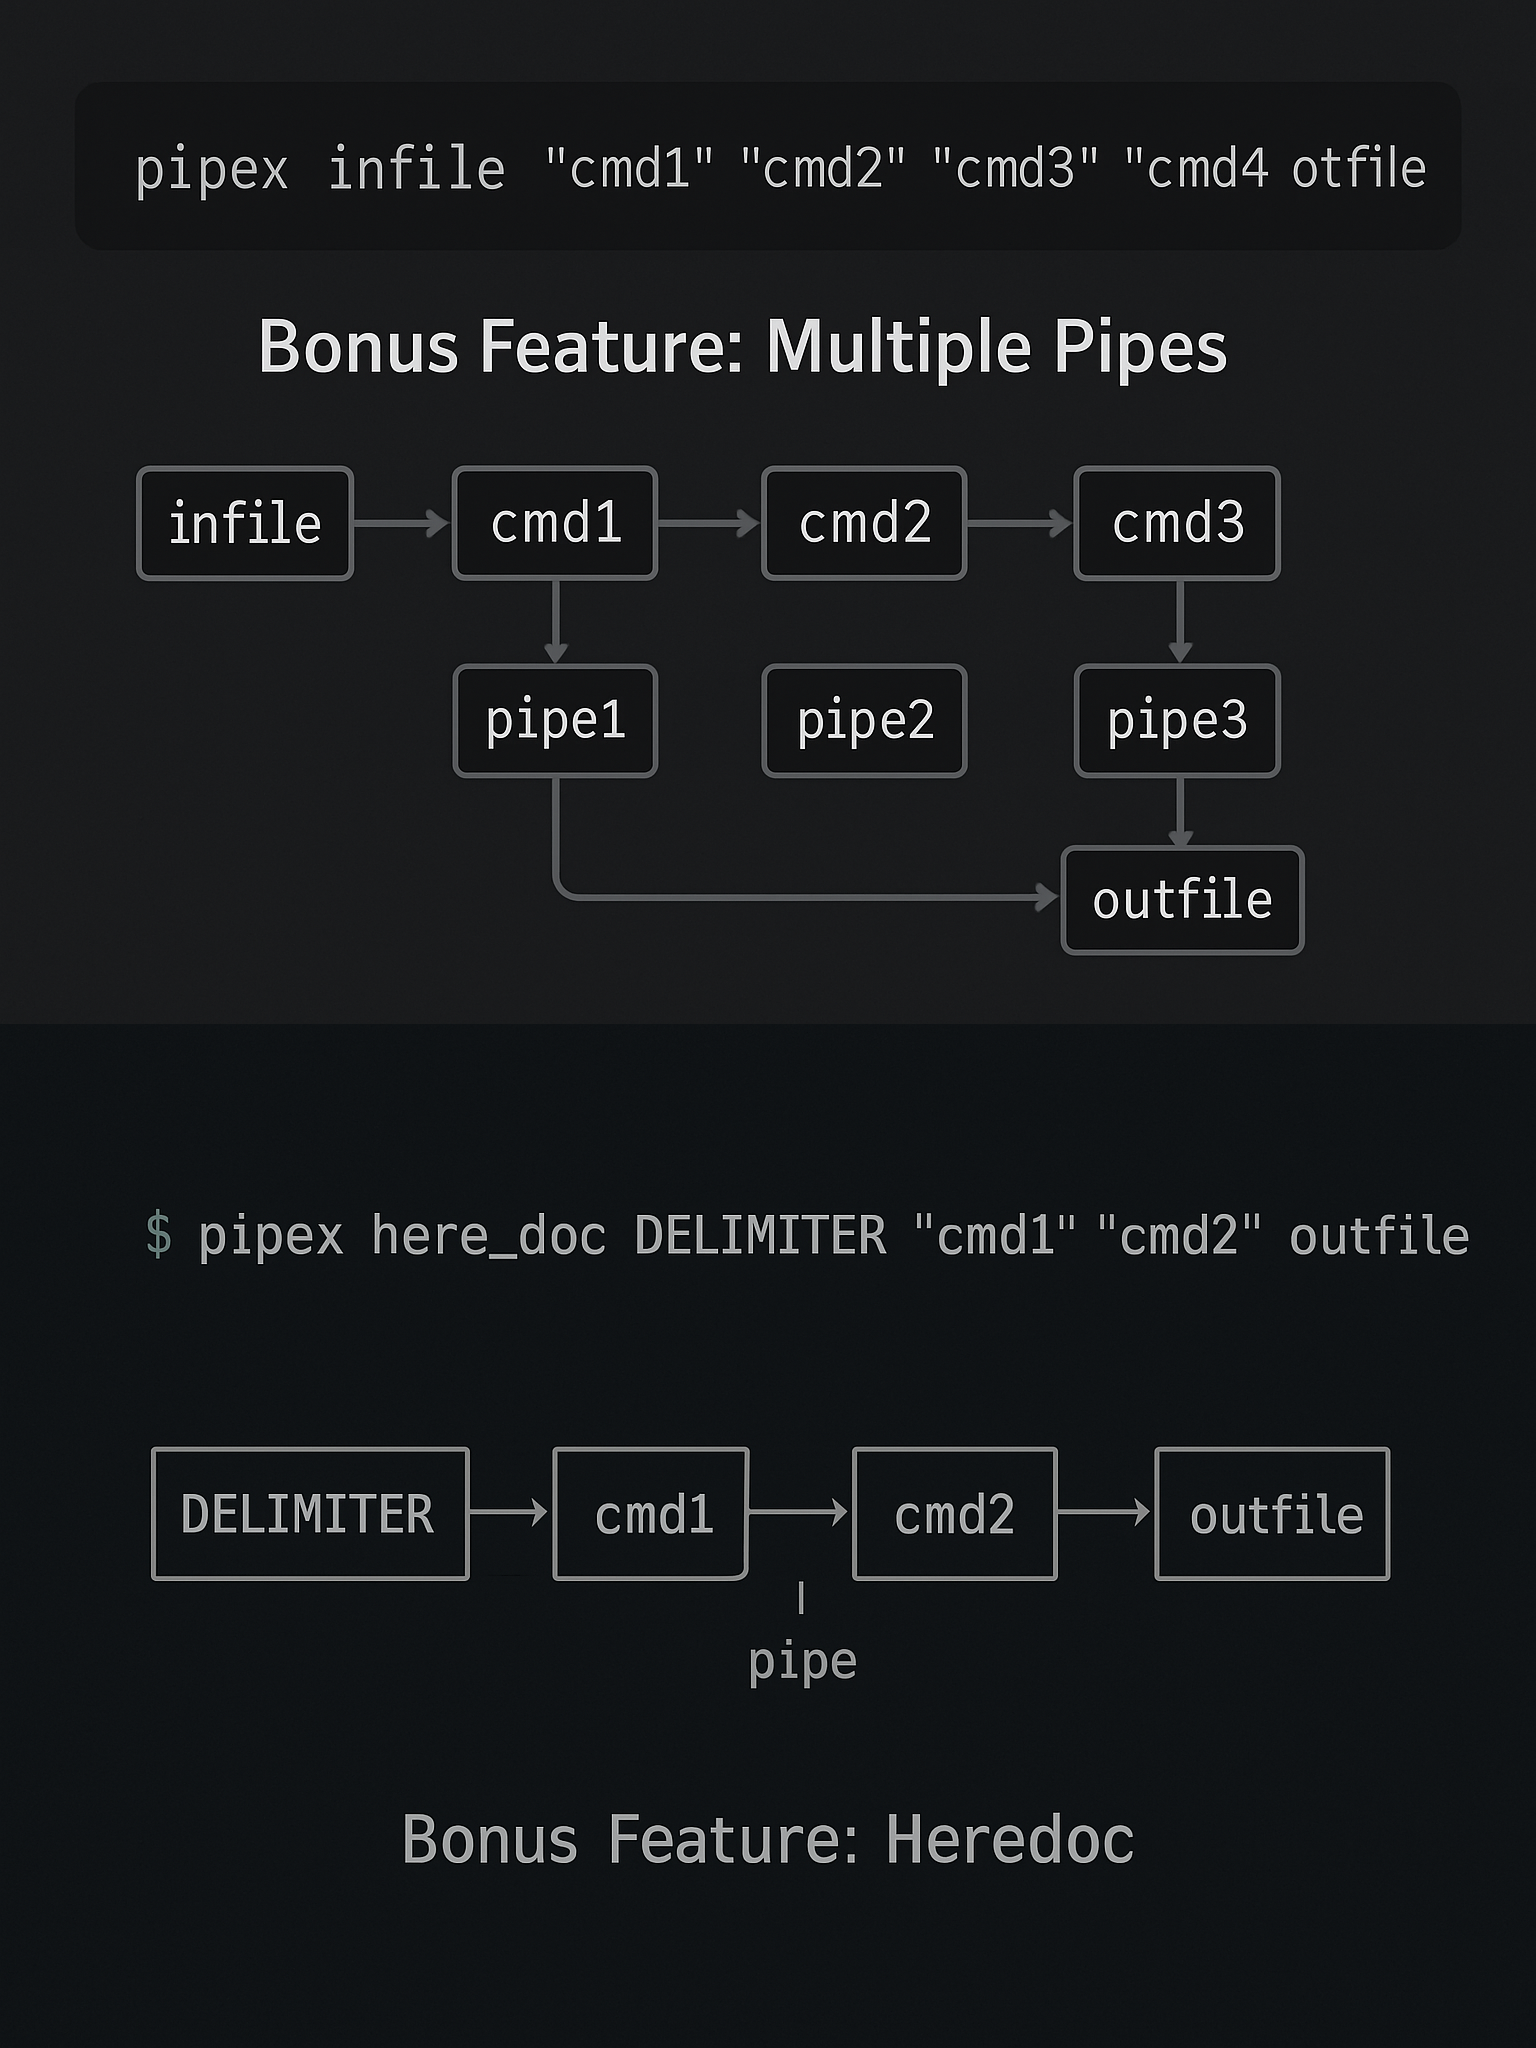 pipex infile "cmd1" "cmd2" "cmd3" "cmd4 otfile
Bonus Feature: Multiple Pipes
infile cmd1 cmd2 cmd3
pipe1 pipe2 pipe3
outfile
$ pipex here_doc DELIMITER "cmd1" "cmd2" outfile
DELIMITER cmd1 cmd2 outfile
pipe
Bonus Feature: Heredoc